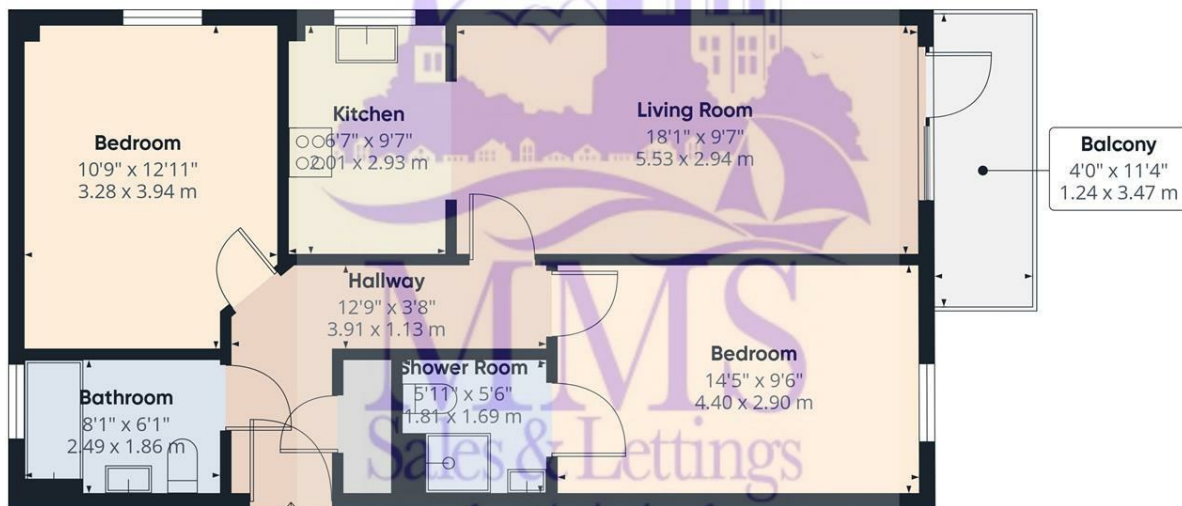 Bedroom
10'9" x 12'11"
3.28 x 3.94 m
Kitchen
6'7" x 9'7"
2.01 x 2.93 m
Living Room
18'1" x 9'7"
5.53 x 2.94 m
Balcony
4'0" x 11'4"
1.24 x 3.47 m
Hallway
12'9" x 3'8"
3.91 x 1.13 m
Bathroom
8'1" x 6'1"
2.49 x 1.86 m
Shower Room
5'11" x 5'6"
1.81 x 1.69 m
Bedroom
14'5" x 9'6"
4.40 x 2.90 m
MMS
Sales & Lettings